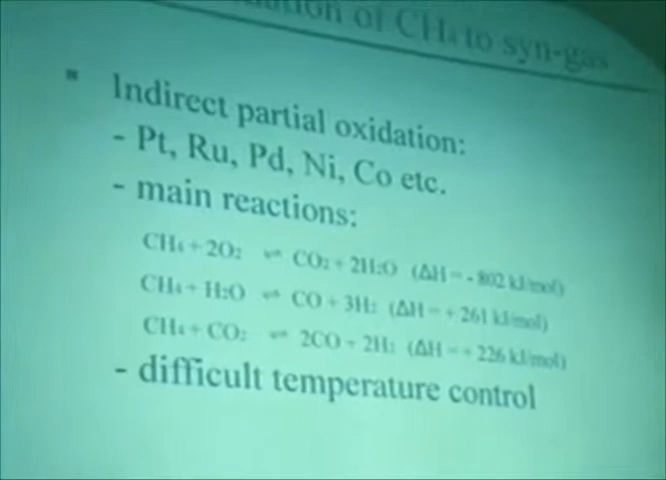 of CH₄ to syn-gas
▪ Indirect partial oxidation:
- Pt, Ru, Pd, Ni, Co etc.
- main reactions:
CH₄ + 2O₂ ⇌ CO₂ + 2H₂O (ΔH = - 802 kJ/mol)
CH₄ + H₂O ⇌ CO + 3H₂ (ΔH = + 261 kJ/mol)
CH₄ + CO₂ ⇌ 2CO + 2H₂ (ΔH = + 226 kJ/mol)
- difficult temperature control